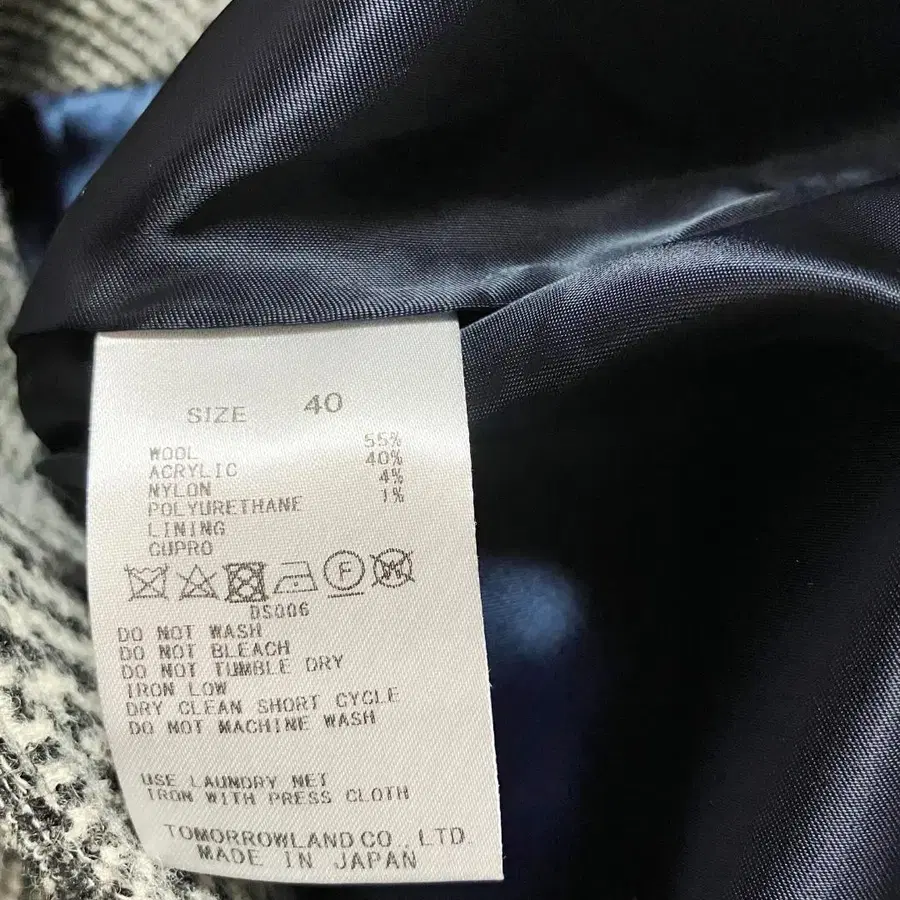 SIZE 40
WOOL 55%
ACRYLIC 40%
NYLON 4%
POLYURETHANE 1%
LINING
CUPRO
F W
DS006
DO NOT WASH
DO NOT BLEACH
DO NOT TUMBLE DRY
IRON LOW
DRY CLEAN SHORT CYCLE
DO NOT MACHINE WASH
USE LAUNDRY NET
IRON WITH PRESS CLOTH
TOMORROWLAND CO., LTD.
MADE IN JAPAN